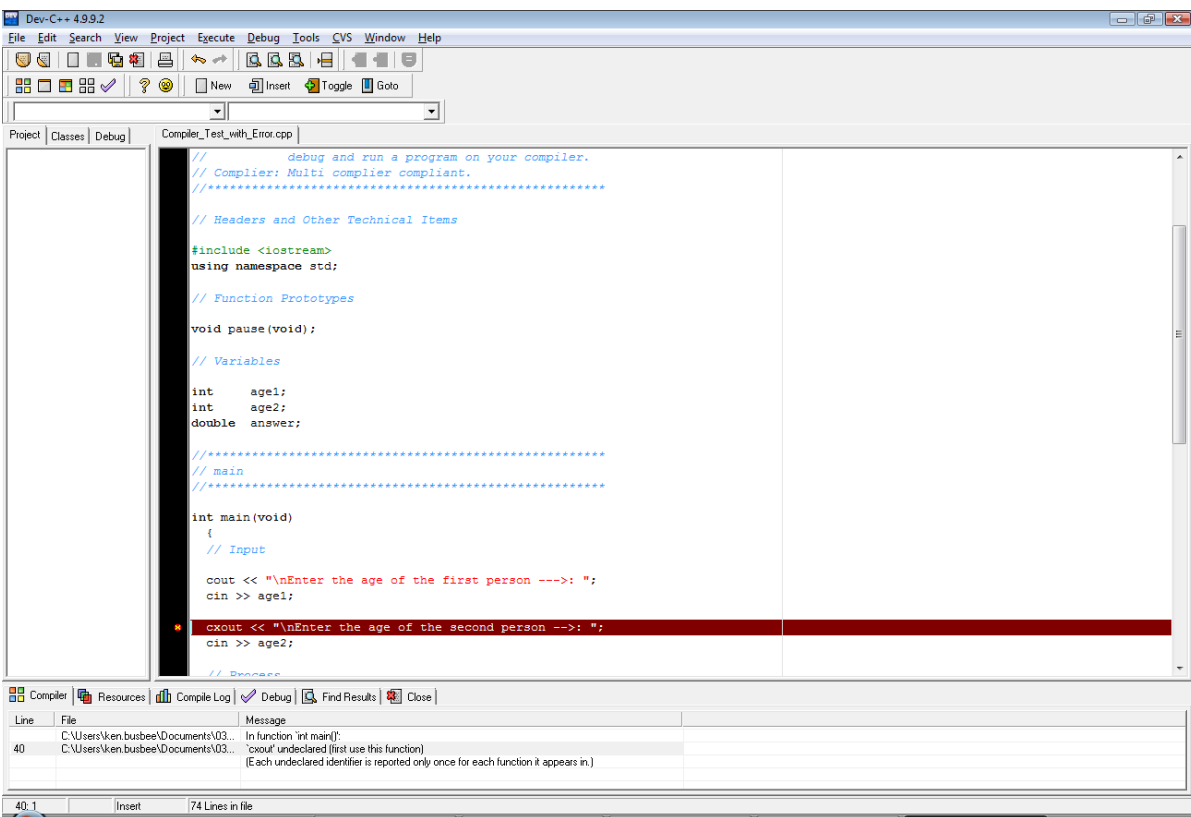 Dev-C++ 4.9.9.2
File Edit Search View Project Execute Debug Tools CVS Window Help
New Insert Toggle Goto
Project Classes Debug Compiler_Test_with_Error.cpp
// debug and run a program on your compiler.
// Complier: Multi complier compliant.
//******************************************************
// Headers and Other Technical Items
#include <iostream>
using namespace std;
// Function Prototypes
void pause(void);
// Variables
int age1;
int age2;
double answer;
//******************************************************
// main
//******************************************************
int main(void)
{
// Input
cout << "\nEnter the age of the first person --->: ";
cin >> age1;
cxout << "\nEnter the age of the second person -->: ";
cin >> age2;
// Process
Compiler Resources Compile Log Debug Find Results Close
Line File Message
C:\Users\ken.busbee\Documents\03... In function `int main()':
40 C:\Users\ken.busbee\Documents\03... `cxout' undeclared (first use this function)
(Each undeclared identifier is reported only once for each function it appears in.)
40: 1 Insert 74 Lines in file